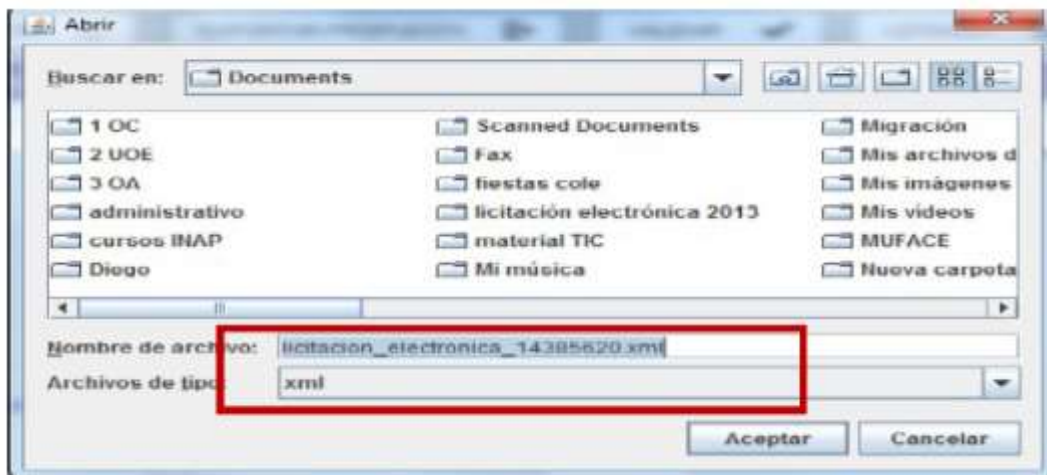 Abrir
Buscar en: Documents
1 OC Scanned Documents Migración
2 UOE Fax Mis archivos d
3 OA fiestas cole Mis imágenes
administrativo licitación electrónica 2013 Mis vídeos
cursos INAP material TIC MUFACE
Diego Mi música Nueva carpeta
Nombre de archivo: licitacion_electronica_14385620.xml
Archivos de tipo: xml
Aceptar Cancelar